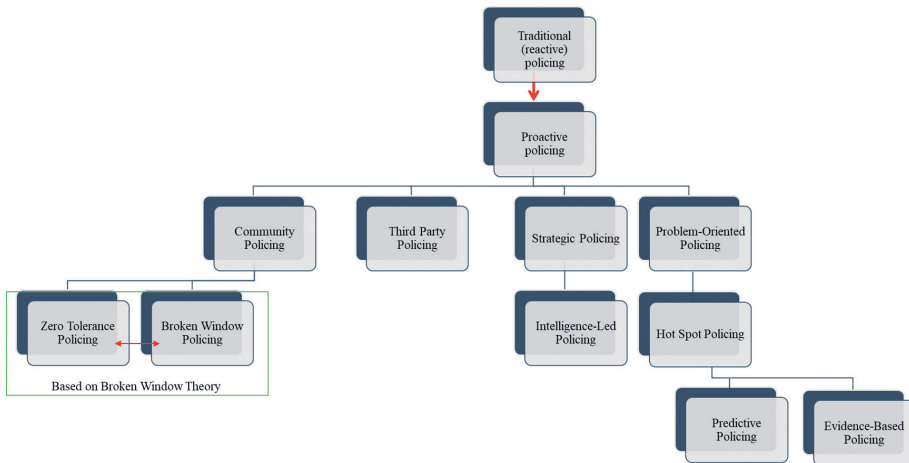 Traditional
(reactive)
policing
Proactive
policing
Community
Policing
Third Party
Policing
Strategic Policing
Problem-Oriented
Policing
Zero Tolerance
Policing
Broken Window
Policing
Intelligence-Led
Policing
Hot Spot Policing
Based on Broken Window Theory
Predictive
Policing
Evidence-Based
Policing